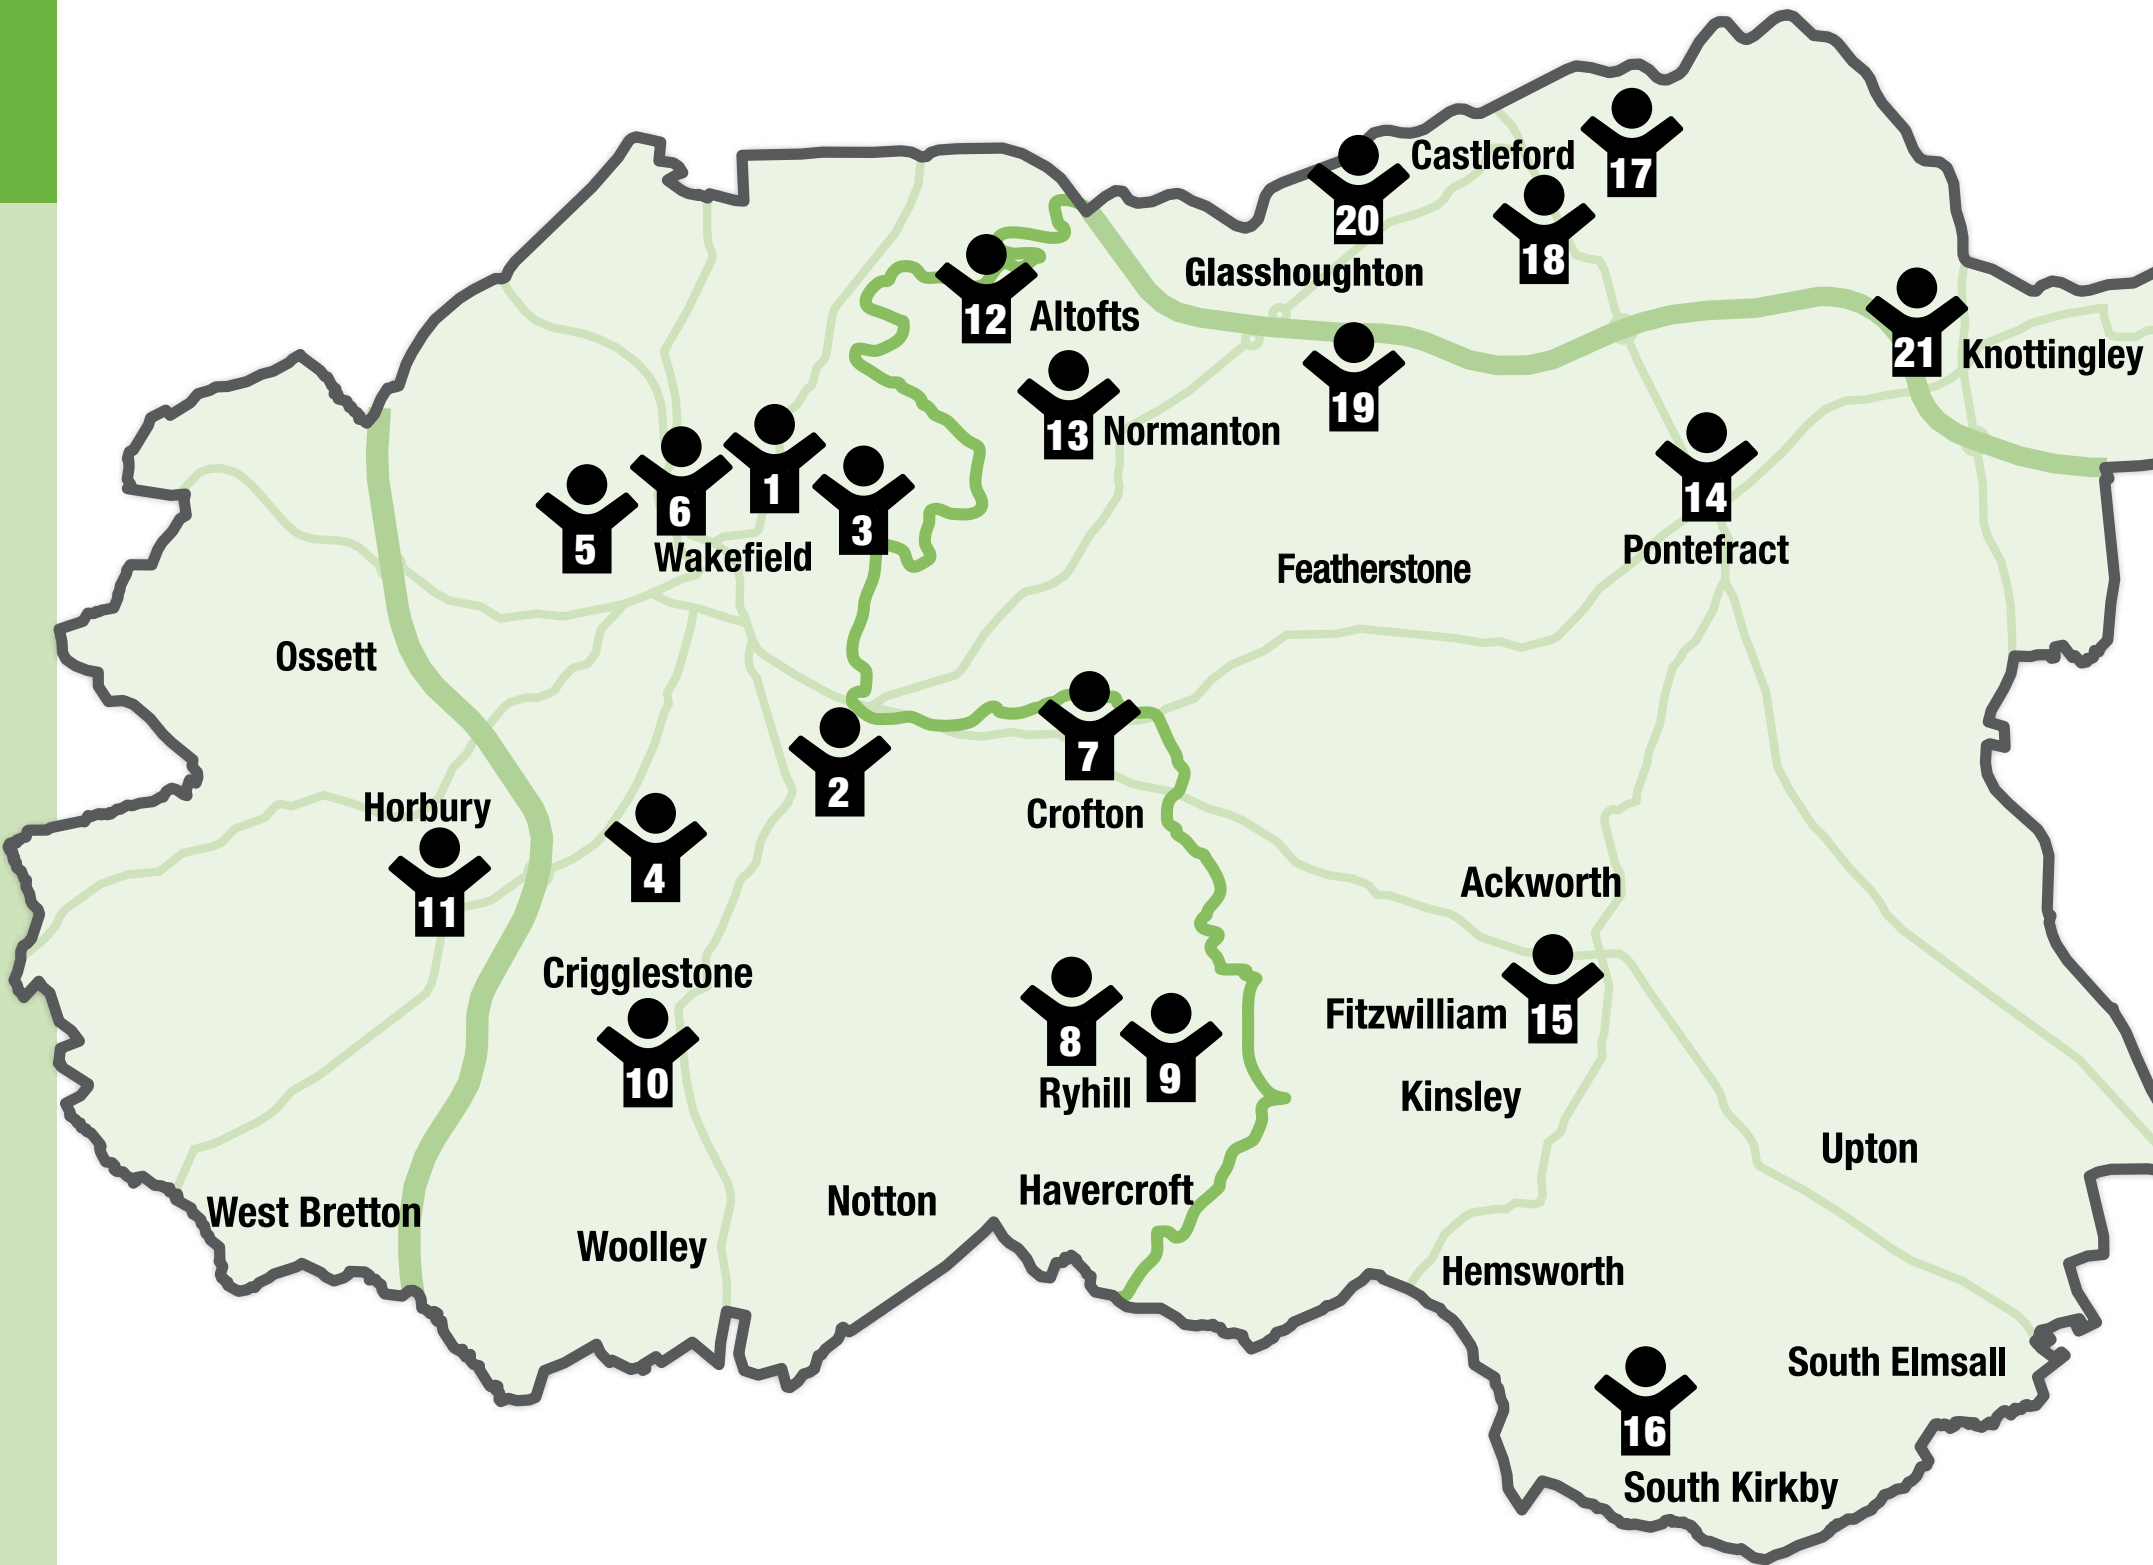 Castleford
17
20
18
Glasshoughton
12
Altofts
21
Knottingley
19
13
Normanton
1
6
3
5
Wakefield
14
Pontefract
Featherstone
Ossett
7
2
Crofton
Horbury
4
11
Ackworth
Crigglestone
10
8
9
Ryhill
Fitzwilliam
15
Kinsley
Upton
West Bretton
Notton
Havercroft
Woolley
Hemsworth
South Elmsall
16
South Kirkby